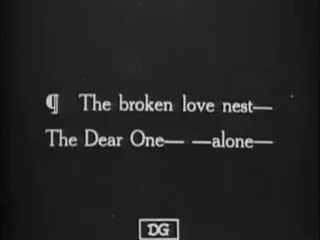 ¶ The broken love nest—
The Dear One— —alone—
DG